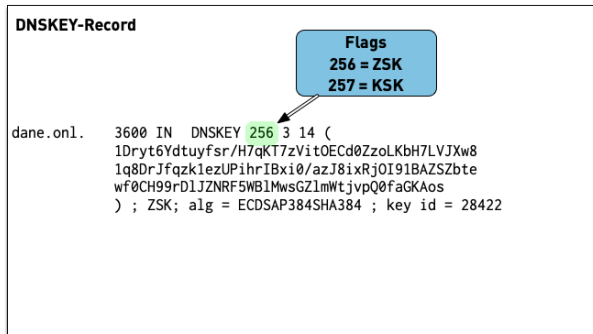 DNSKEY-Record
Flags
256 = ZSK
257 = KSK
dane.onl. 3600 IN DNSKEY 256 3 14 (
1Dryt6Ydtuyfsr/H7qKT7zVitOECd0ZzoLKbH7LVJXw8
1q8DrJfqzk1ezUPihrIBxi0/azJ8ixRjOI91BAZSZbte
wf0CH99rDlJZNRF5WBlMwsGZlmWtjvpQ0faGKAos
) ; ZSK; alg = ECDSAP384SHA384 ; key id = 28422